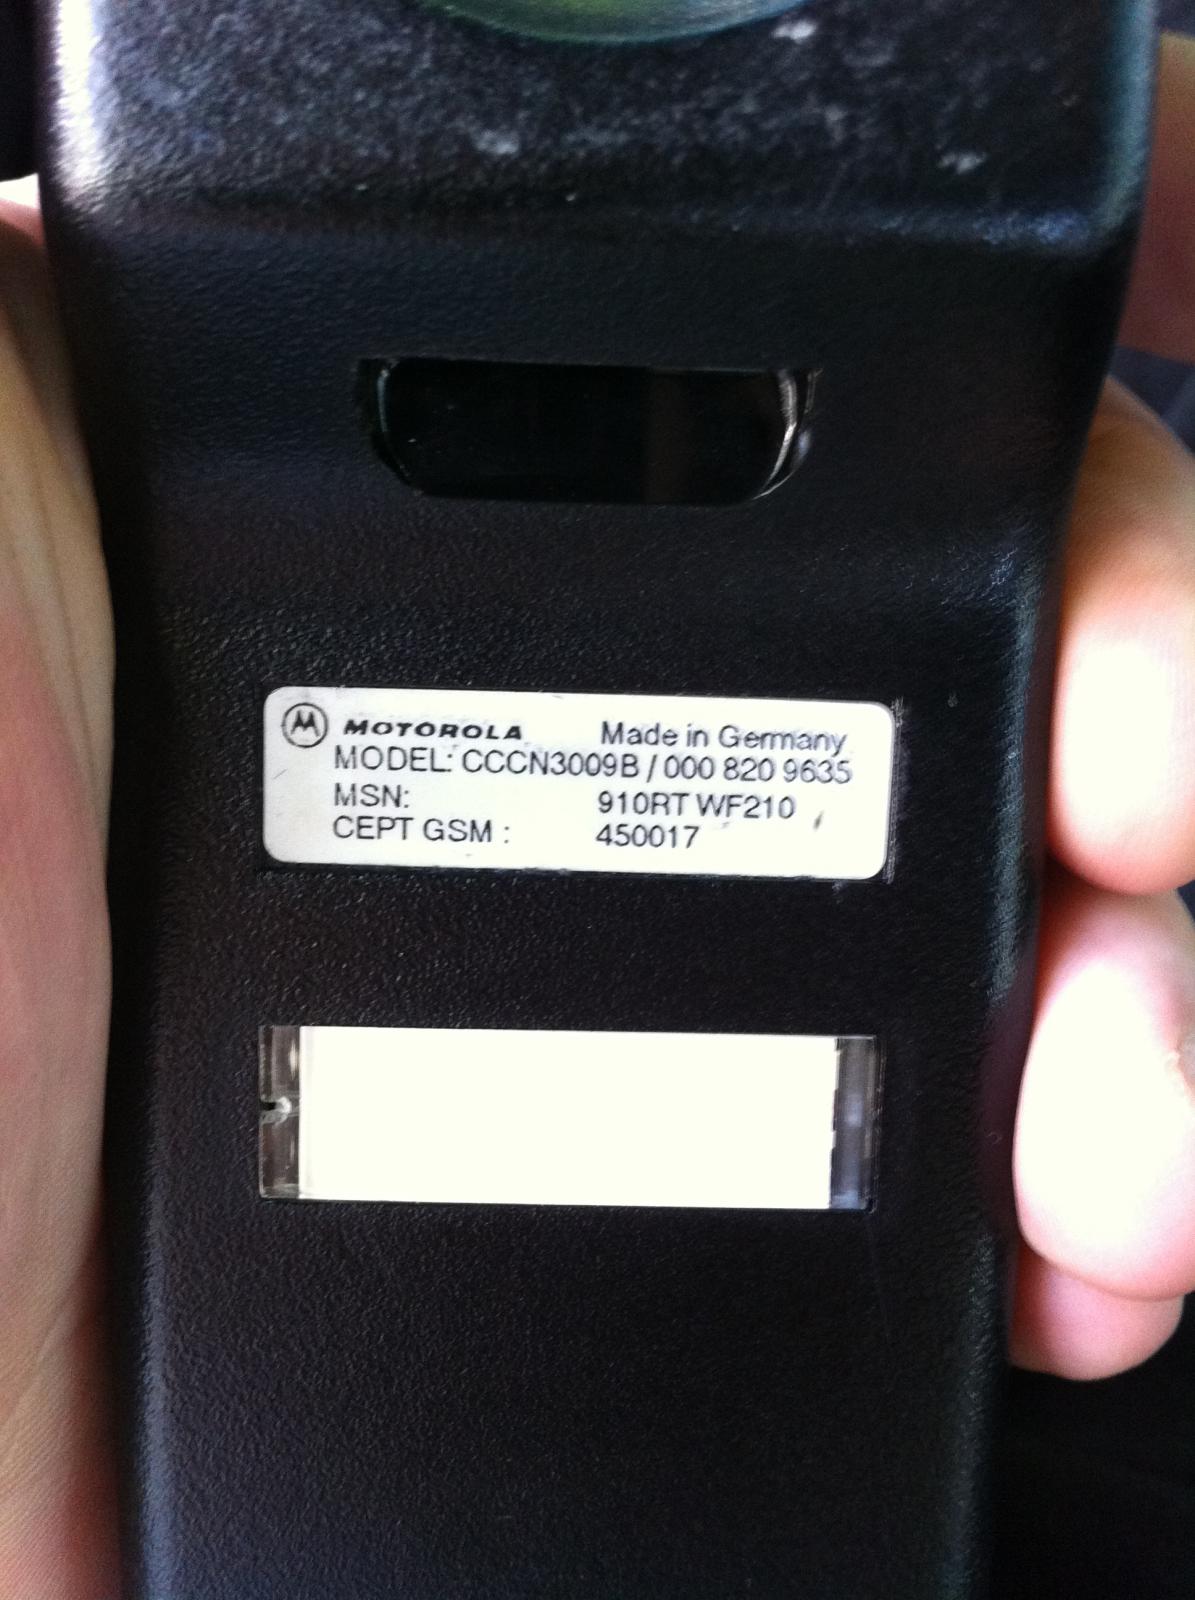 MOTOROLA Made in Germany
MODEL: CCCN3009B / 000 820 9635
MSN: 910RT WF210
CEPT GSM : 450017